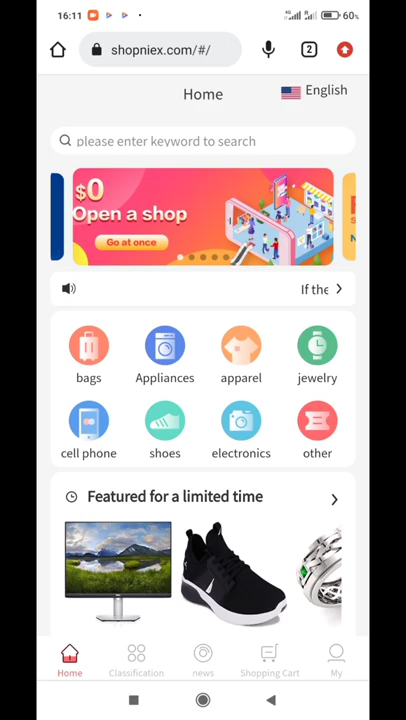 16:11
60%
shopniex.com/#/
2
Home
English
please enter keyword to search
$0
Open a shop
Go at once
If the
bags
Appliances
apparel
jewelry
cell phone
shoes
electronics
other
Featured for a limited time
Home
Classification
news
Shopping Cart
My